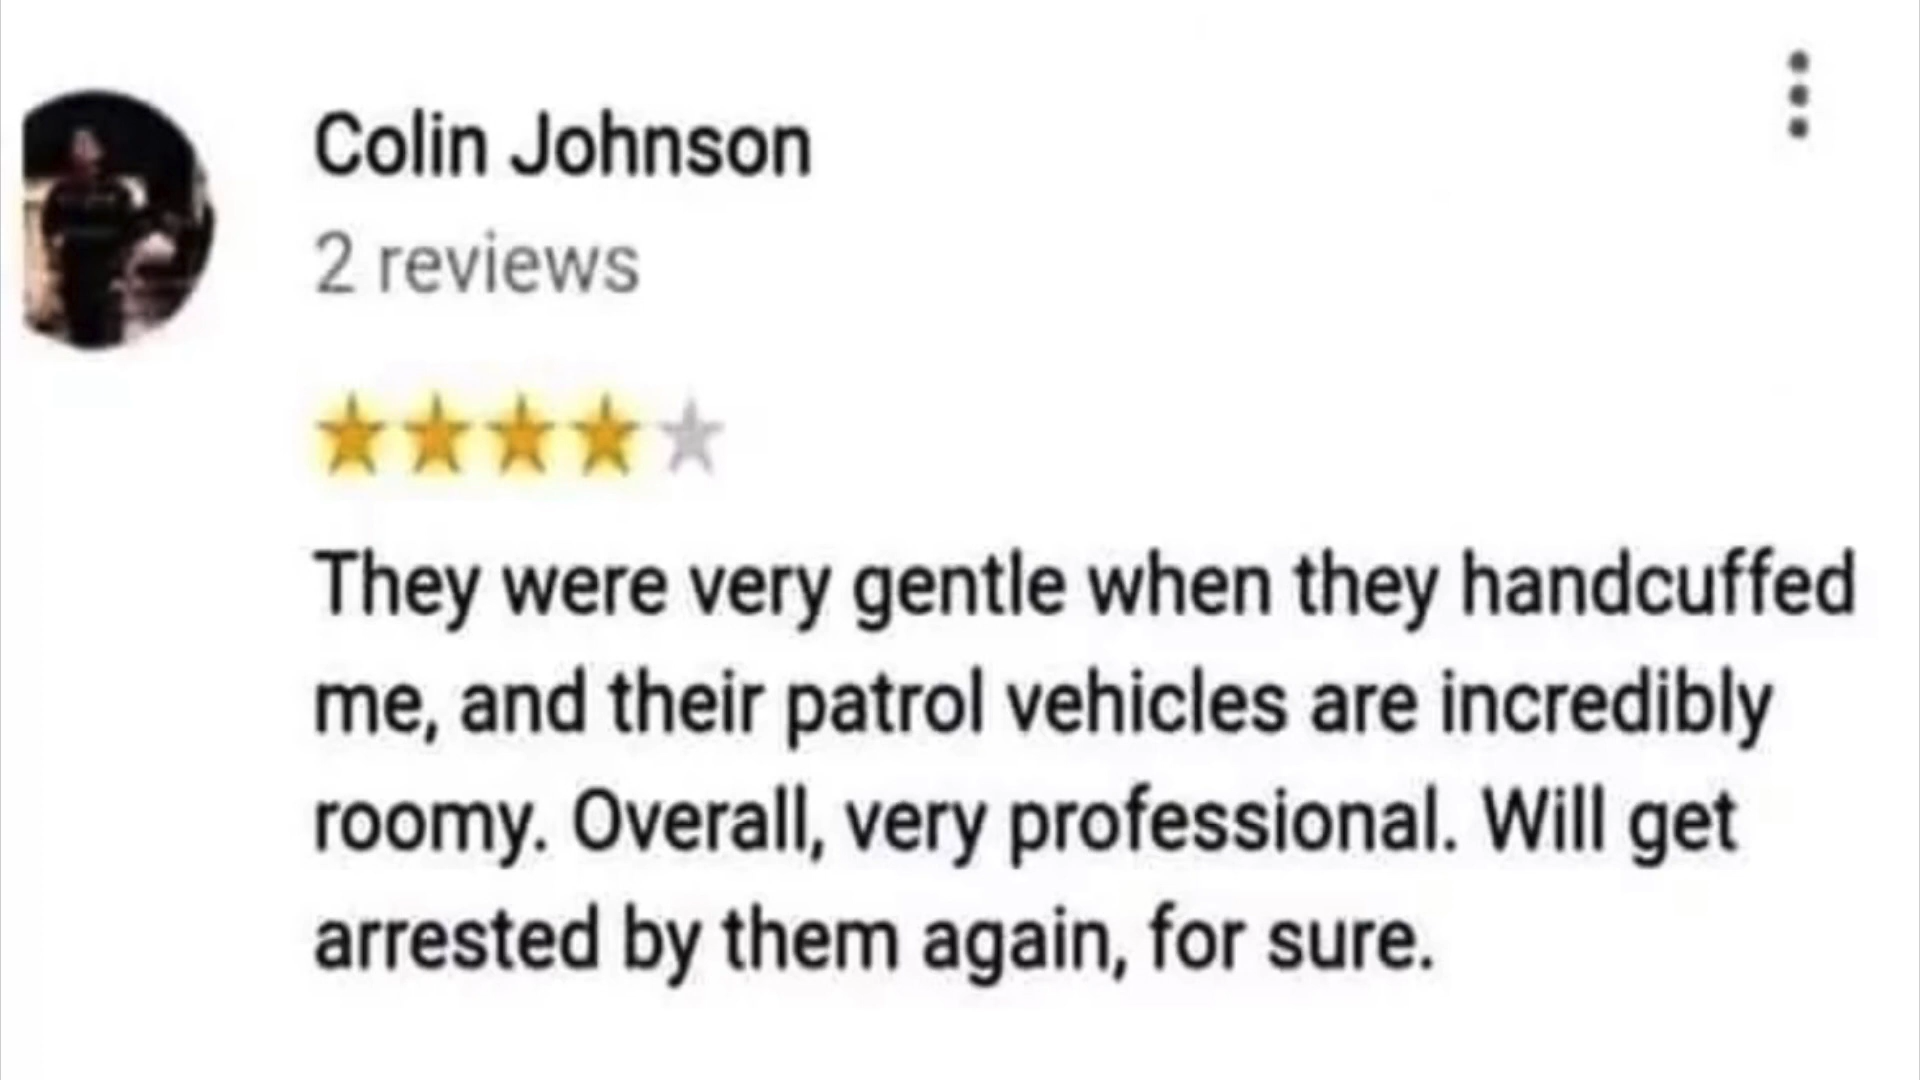 Colin Johnson
2 reviews
They were very gentle when they handcuffed
me, and their patrol vehicles are incredibly
roomy. Overall, very professional. Will get
arrested by them again, for sure.